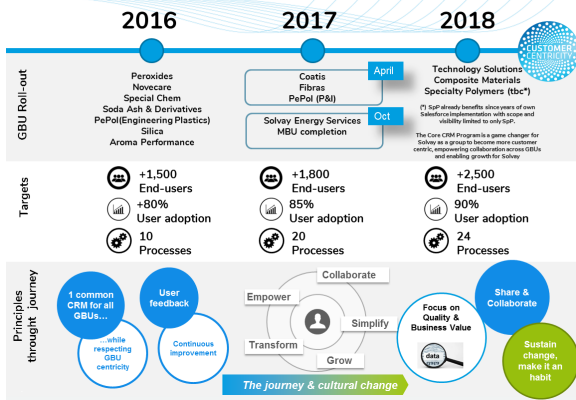 2016
2017
2018
CUSTOMER
CENTRICITY
GBU Roll-out
Peroxides
Novecare
Special Chem
Soda Ash & Derivatives
PePol(Engineering Plastics)
Silica
Aroma Performance
April
Coatis
Fibras
PePol (P&I)
Oct
Solvay Energy Services
MBU completion
Technology Solutions
Composite Materials
Specialty Polymers (tbc*)
(*) SpP already benefits since years of own
Salesforce implementation with scope and
visibility limited to only SpP.
The Core CRM Program is a game changer for
Solvay as a group to become more customer
centric, empowering collaboration across GBUs
and enabling growth for Solvay
Targets
+1,500
End-users
+80%
User adoption
10
Processes
+1,800
End-users
85%
User adoption
20
Processes
+2,500
End-users
90%
User adoption
24
Processes
Principles
throught journey
1 common
CRM for all
GBUs...
...while
respecting
GBU
centricity
User
feedback
Continuous
improvement
Collaborate
Empower
Simplify
Transform
Grow
The journey & cultural change
Focus on
Quality &
Business Value
data
Share &
Collaborate
Sustain
change,
make it an
habit